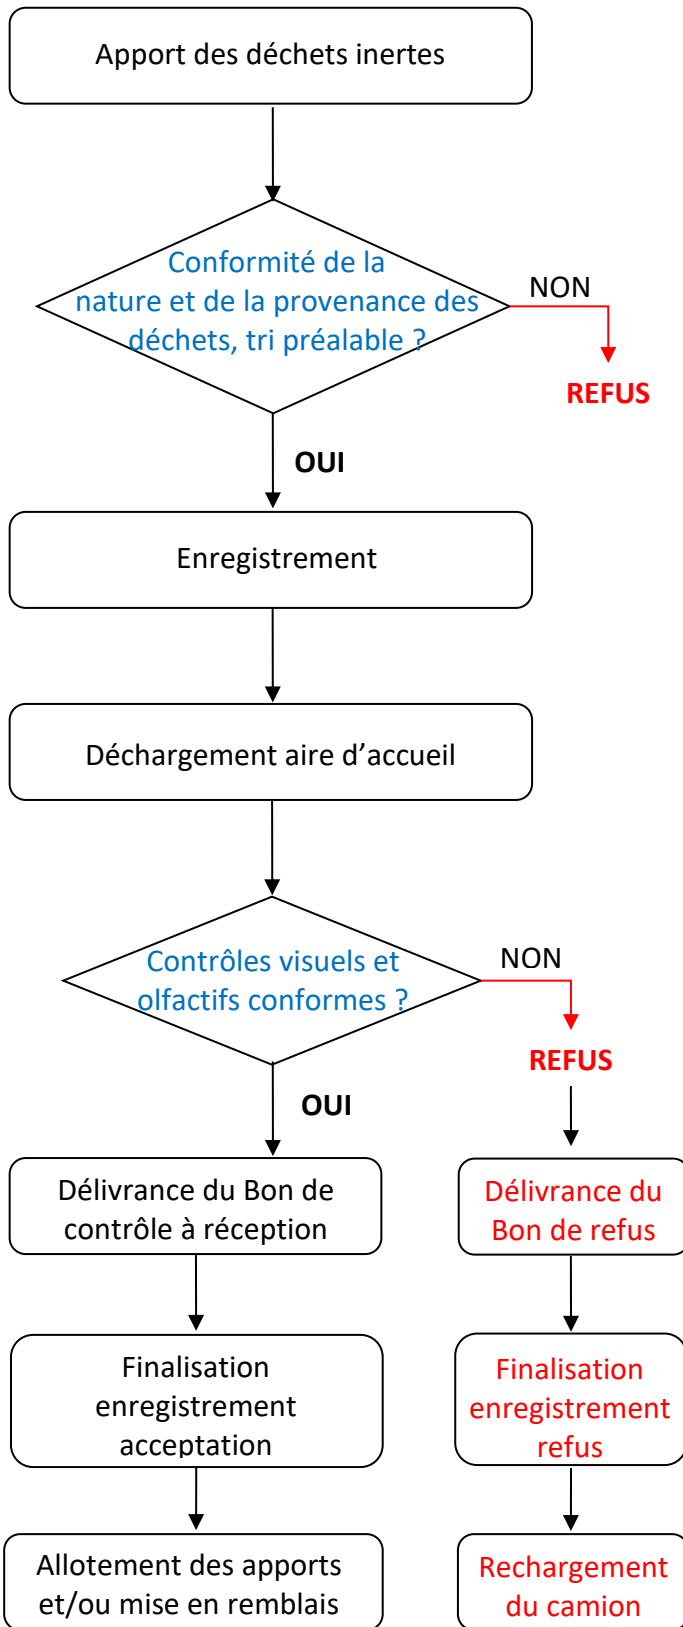 Apport des déchets inertes
Conformité de la
nature et de la provenance des
déchets, tri préalable ?
NON
REFUS
OUI
Enregistrement
Déchargement aire d’accueil
Contrôles visuels et
olfactifs conformes ?
NON
REFUS
OUI
Délivrance du Bon de
contrôle à réception
Délivrance du
Bon de refus
Finalisation
enregistrement
acceptation
Finalisation
enregistrement
refus
Allotement des apports
et/ou mise en remblais
Rechargement
du camion